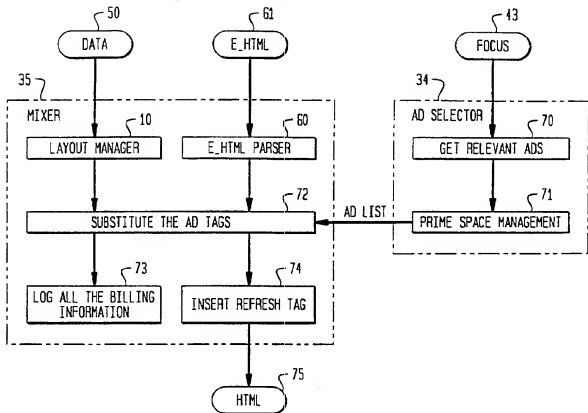 50
61
43
DATA
E_HTML
FOCUS
35
34
MIXER
10
60
AD SELECTOR
70
LAYOUT MANAGER
E_HTML PARSER
GET RELEVANT ADS
72
AD LIST
71
SUBSTITUTE THE AD TAGS
PRIME SPACE MANAGEMENT
73
74
LOG ALL THE BILLING
INFORMATION
INSERT REFRESH TAG
75
HTML